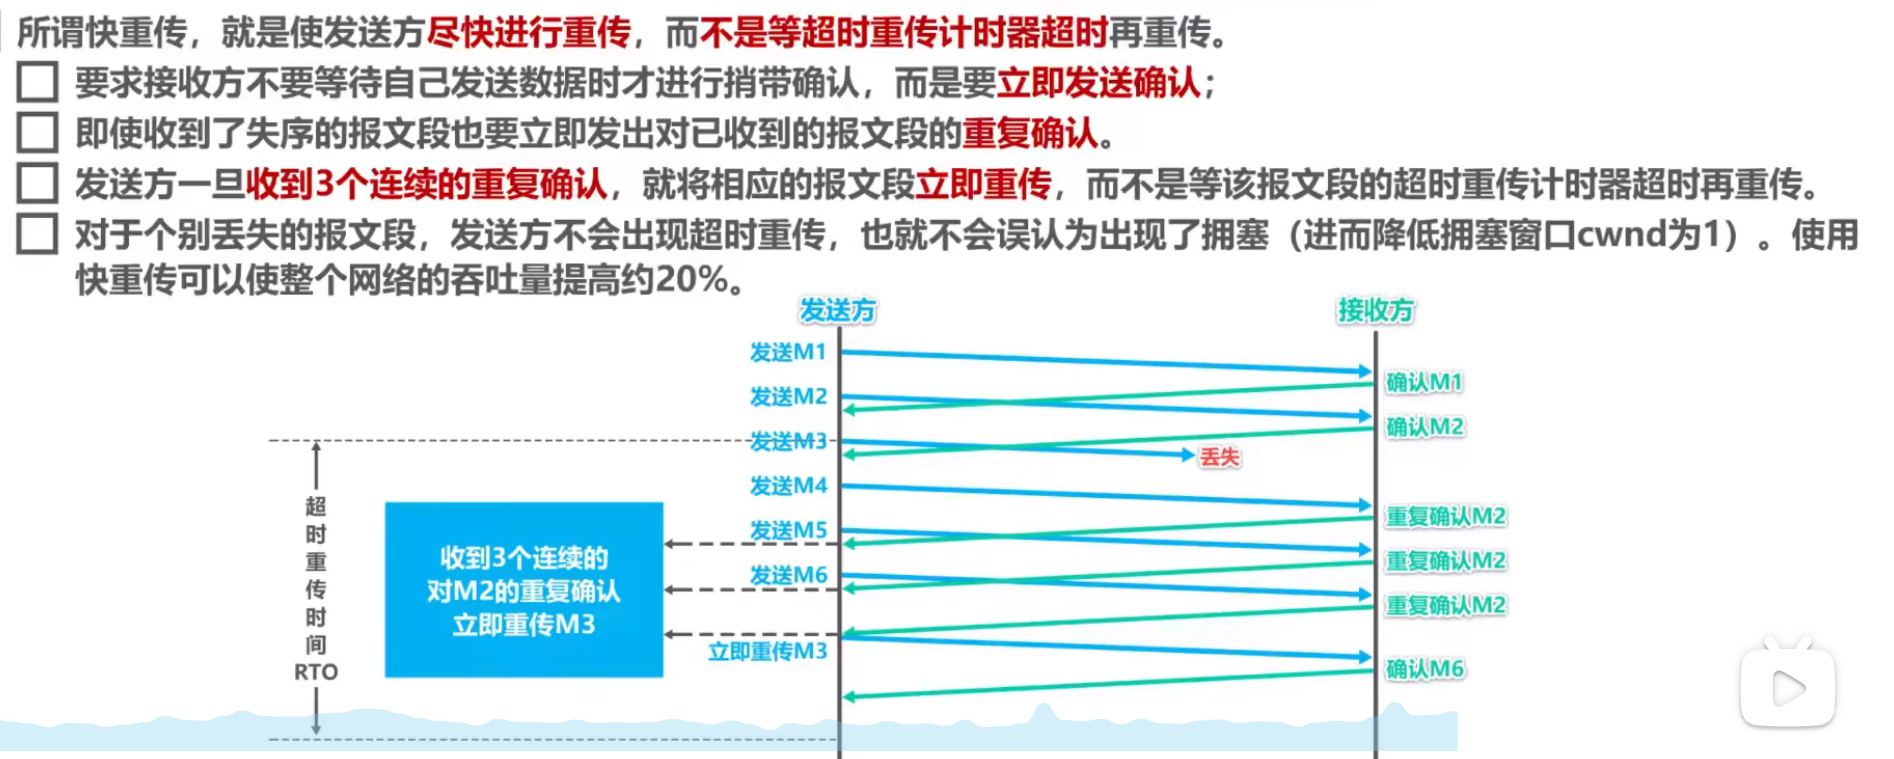 所谓快重传，就是使发送方尽快进行重传，而不是等超时重传计时器超时再重传。
要求接收方不要等待自己发送数据时才进行捎带确认，而是要立即发送确认；
即使收到了失序的报文段也要立即发出对已收到的报文段的重复确认。
发送方一旦收到3个连续的重复确认，就将相应的报文段立即重传，而不是等该报文段的超时重传计时器超时再重传。
对于个别丢失的报文段，发送方不会出现超时重传，也就不会误认为出现了拥塞（进而降低拥塞窗口cwnd为1）。使用
快重传可以使整个网络的吞吐量提高约20%。
发送方
接收方
发送M1
确认M1
发送M2
确认M2
发送M3
丢失
发送M4
重复确认M2
发送M5
重复确认M2
发送M6
重复确认M2
立即重传M3
确认M6
收到3个连续的
对M2的重复确认
立即重传M3
超
时
重
传
时
间
RTO